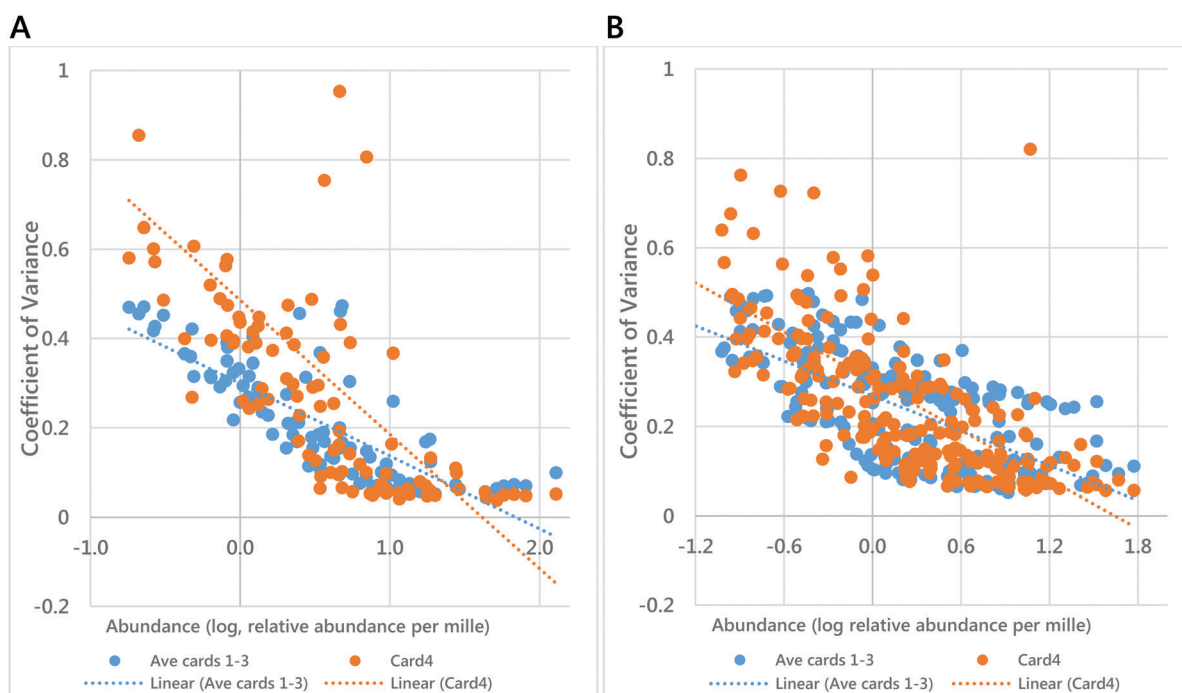 A
1
0.8
0.6
0.4
0.2
0
-0.2
-1.0
0.0
1.0
2.0
Coefficient of Variance
Abundance (log, relative abundance per mille)
Ave cards 1-3
Card4
Linear (Ave cards 1-3)
Linear (Card4)
B
1
0.8
0.6
0.4
0.2
0
-0.2
-1.2
-0.6
0.0
0.6
1.2
1.8
Coefficient of Variance
Abundance (log relative abundance per mille)
Ave cards 1-3
Card4
Linear (Ave cards 1-3)
Linear (Card4)